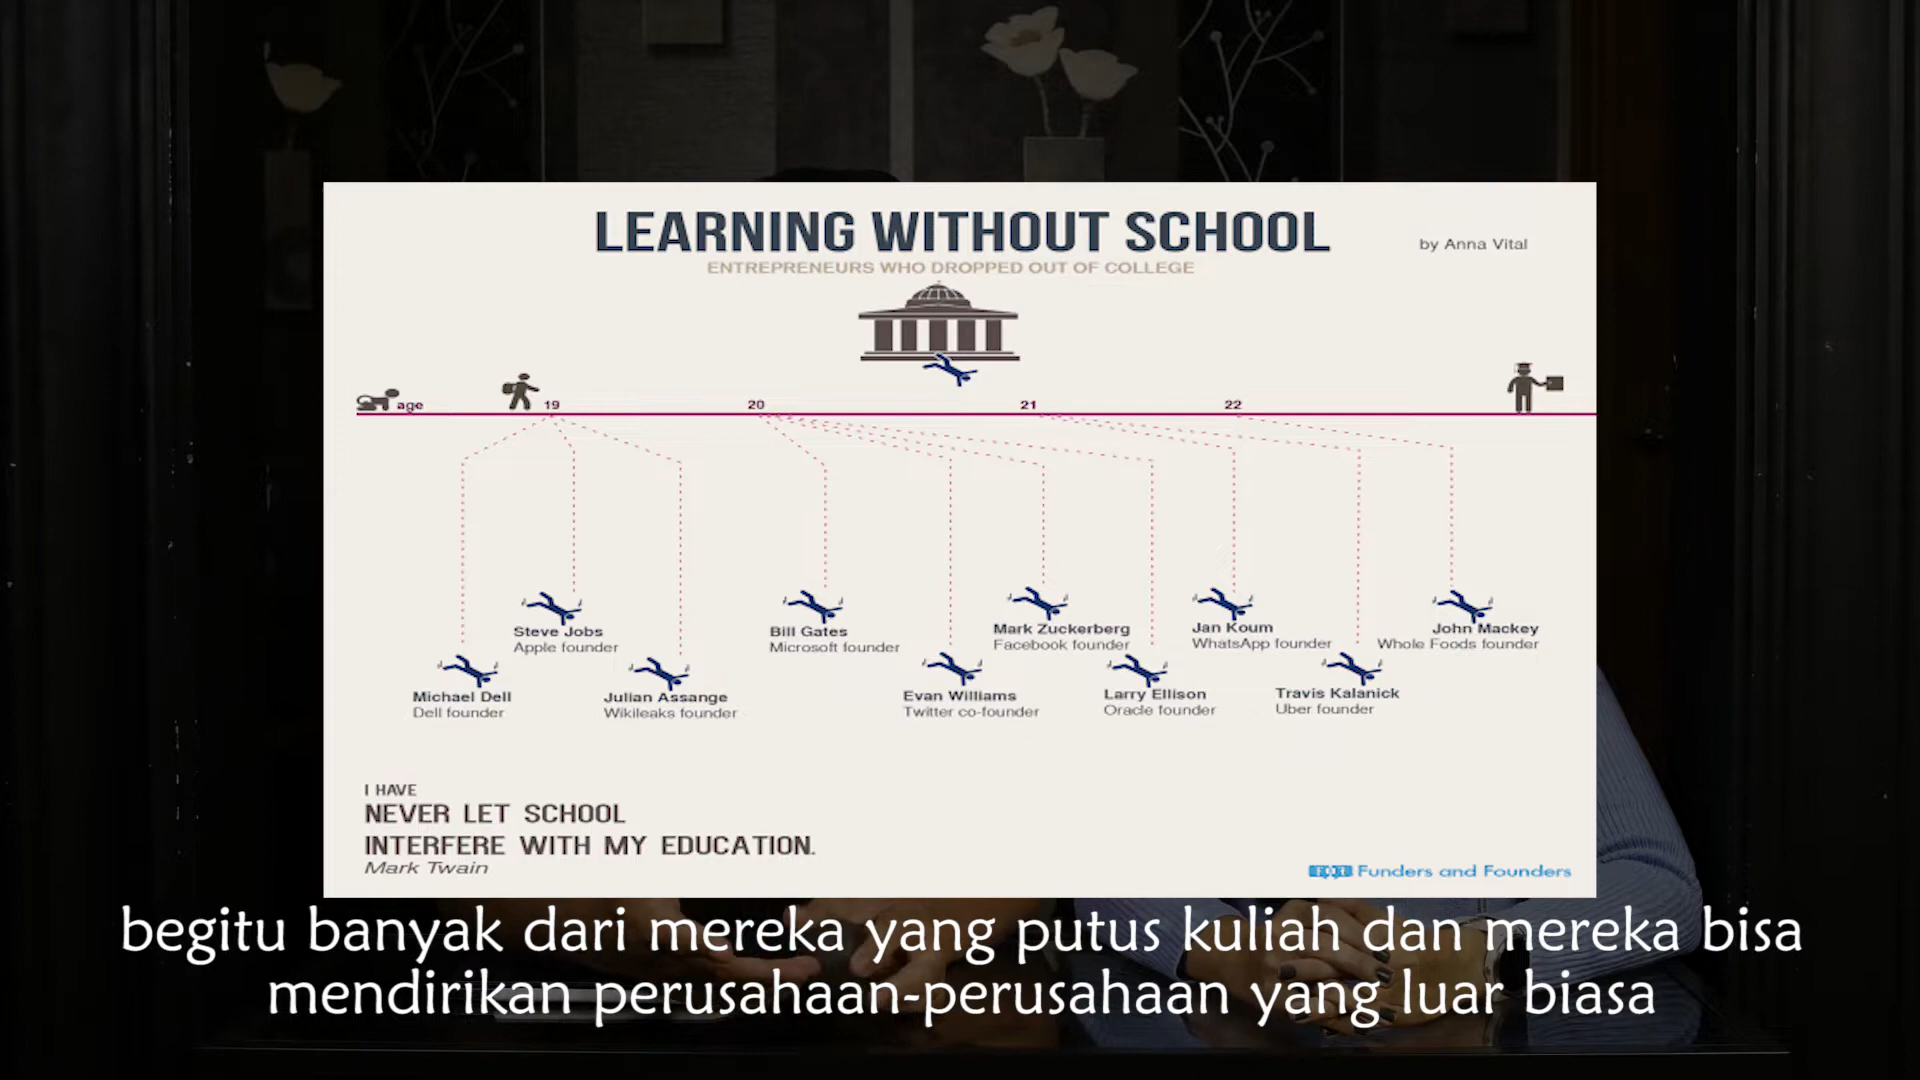 LEARNING WITHOUT SCHOOL
by Anna Vital
ENTREPRENEURS WHO DROPPED OUT OF COLLEGE
age
19
20
21
22
Steve Jobs
Apple founder
Bill Gates
Microsoft founder
Mark Zuckerberg
Facebook founder
Jan Koum
WhatsApp founder
John Mackey
Whole Foods founder
Michael Dell
Dell founder
Julian Assange
Wikileaks founder
Evan Williams
Twitter co-founder
Larry Ellison
Oracle founder
Travis Kalanick
Uber founder
I HAVE
NEVER LET SCHOOL
INTERFERE WITH MY EDUCATION.
Mark Twain
Funders and Founders
begitu banyak dari mereka yang putus kuliah dan mereka bisa
mendirikan perusahaan-perusahaan yang luar biasa